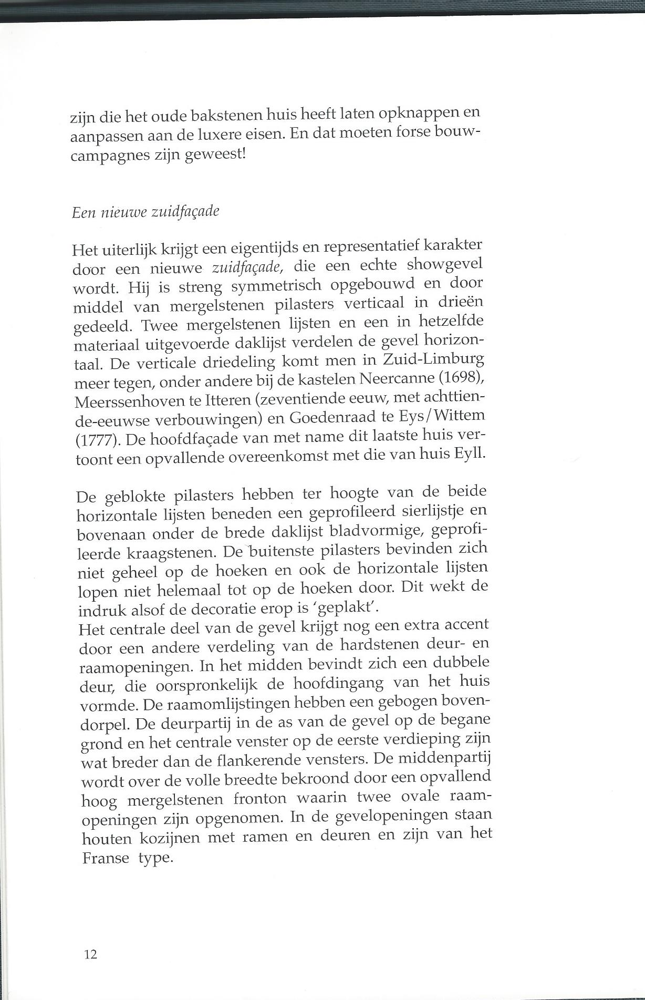 zijn die het oude bakstenen huis heeft laten opknappen en
aanpassen aan de luxere eisen. En dat moeten forse bouw-
campagnes zijn geweest!
Een nieuwe zuidfaçade
Het uiterlijk krijgt een eigentijds en representatief karakter
door een nieuwe zuidfaçade, die een echte showgevel
wordt. Hij is streng symmetrisch opgebouwd en door
middel van mergelstenen pilasters verticaal in drieën
gedeeld. Twee mergelstenen lijsten en een in hetzelfde
materiaal uitgevoerde daklijst verdelen de gevel horizon-
taal. De verticale driedeling komt men in Zuid-Limburg
meer tegen, onder andere bij de kastelen Neercanne (1698),
Meerssenhoven te Itteren (zeventiende eeuw, met achttien-
de-eeuwse verbouwingen) en Goedenraad te Eys/Wittem
(1777). De hoofdfaçade van met name dit laatste huis ver-
toont een opvallende overeenkomst met die van huis Eyll.
De geblokte pilasters hebben ter hoogte van de beide
horizontale lijsten beneden een geprofileerd sierlijstje en
bovenaan onder de brede daklijst bladvormige, geprofi-
leerde kraagstenen. De buitenste pilasters bevinden zich
niet geheel op de hoeken en ook de horizontale lijsten
lopen niet helemaal tot op de hoeken door. Dit wekt de
indruk alsof de decoratie erop is 'geplakt'.
Het centrale deel van de gevel krijgt nog een extra accent
door een andere verdeling van de hardstenen deur- en
raamopeningen. In het midden bevindt zich een dubbele
deur, die oorspronkelijk de hoofdingang van het huis
vormde. De raamomlijstingen hebben een gebogen boven-
dorpel. De deurpartij in de as van de gevel op de begane
grond en het centrale venster op de eerste verdieping zijn
wat breder dan de flankerende vensters. De middenpartij
wordt over de volle breedte bekroond door een opvallend
hoog mergelstenen fronton waarin twee ovale raam-
openingen zijn opgenomen. In de gevelopeningen staan
houten kozijnen met ramen en deuren en zijn van het
Franse type.
12